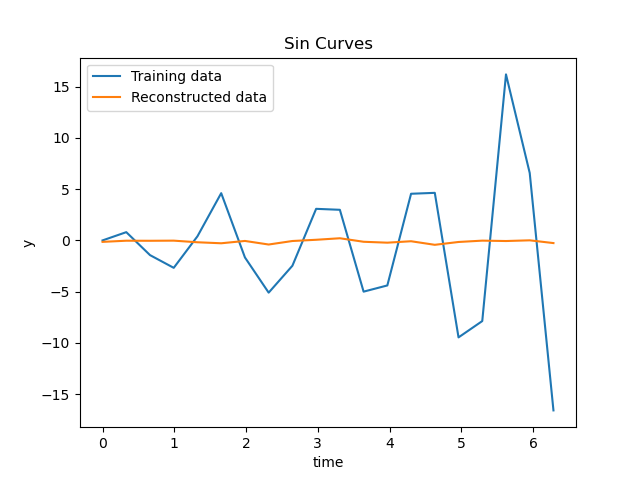 Sin Curves
Training data
Reconstructed data
15
10
5
0
−5
−10
−15
y
0 1 2 3 4 5 6
time